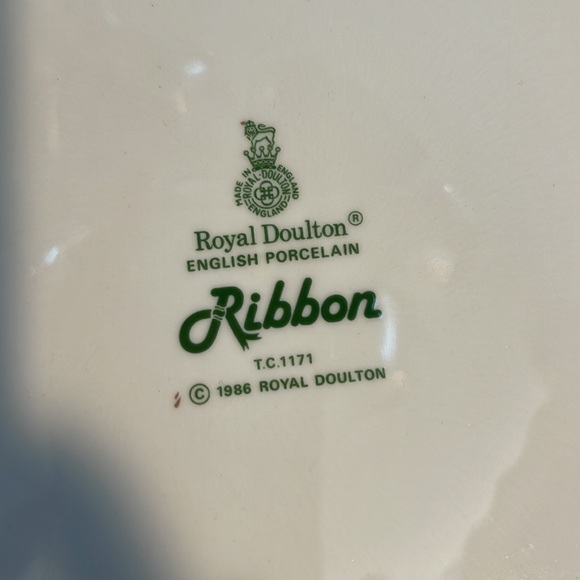 MADE IN ENGLAND
ROYAL·DOULTON
ENGLAND
Royal Doulton®
ENGLISH PORCELAIN
Ribbon
T.C.1171
© 1986 ROYAL DOULTON